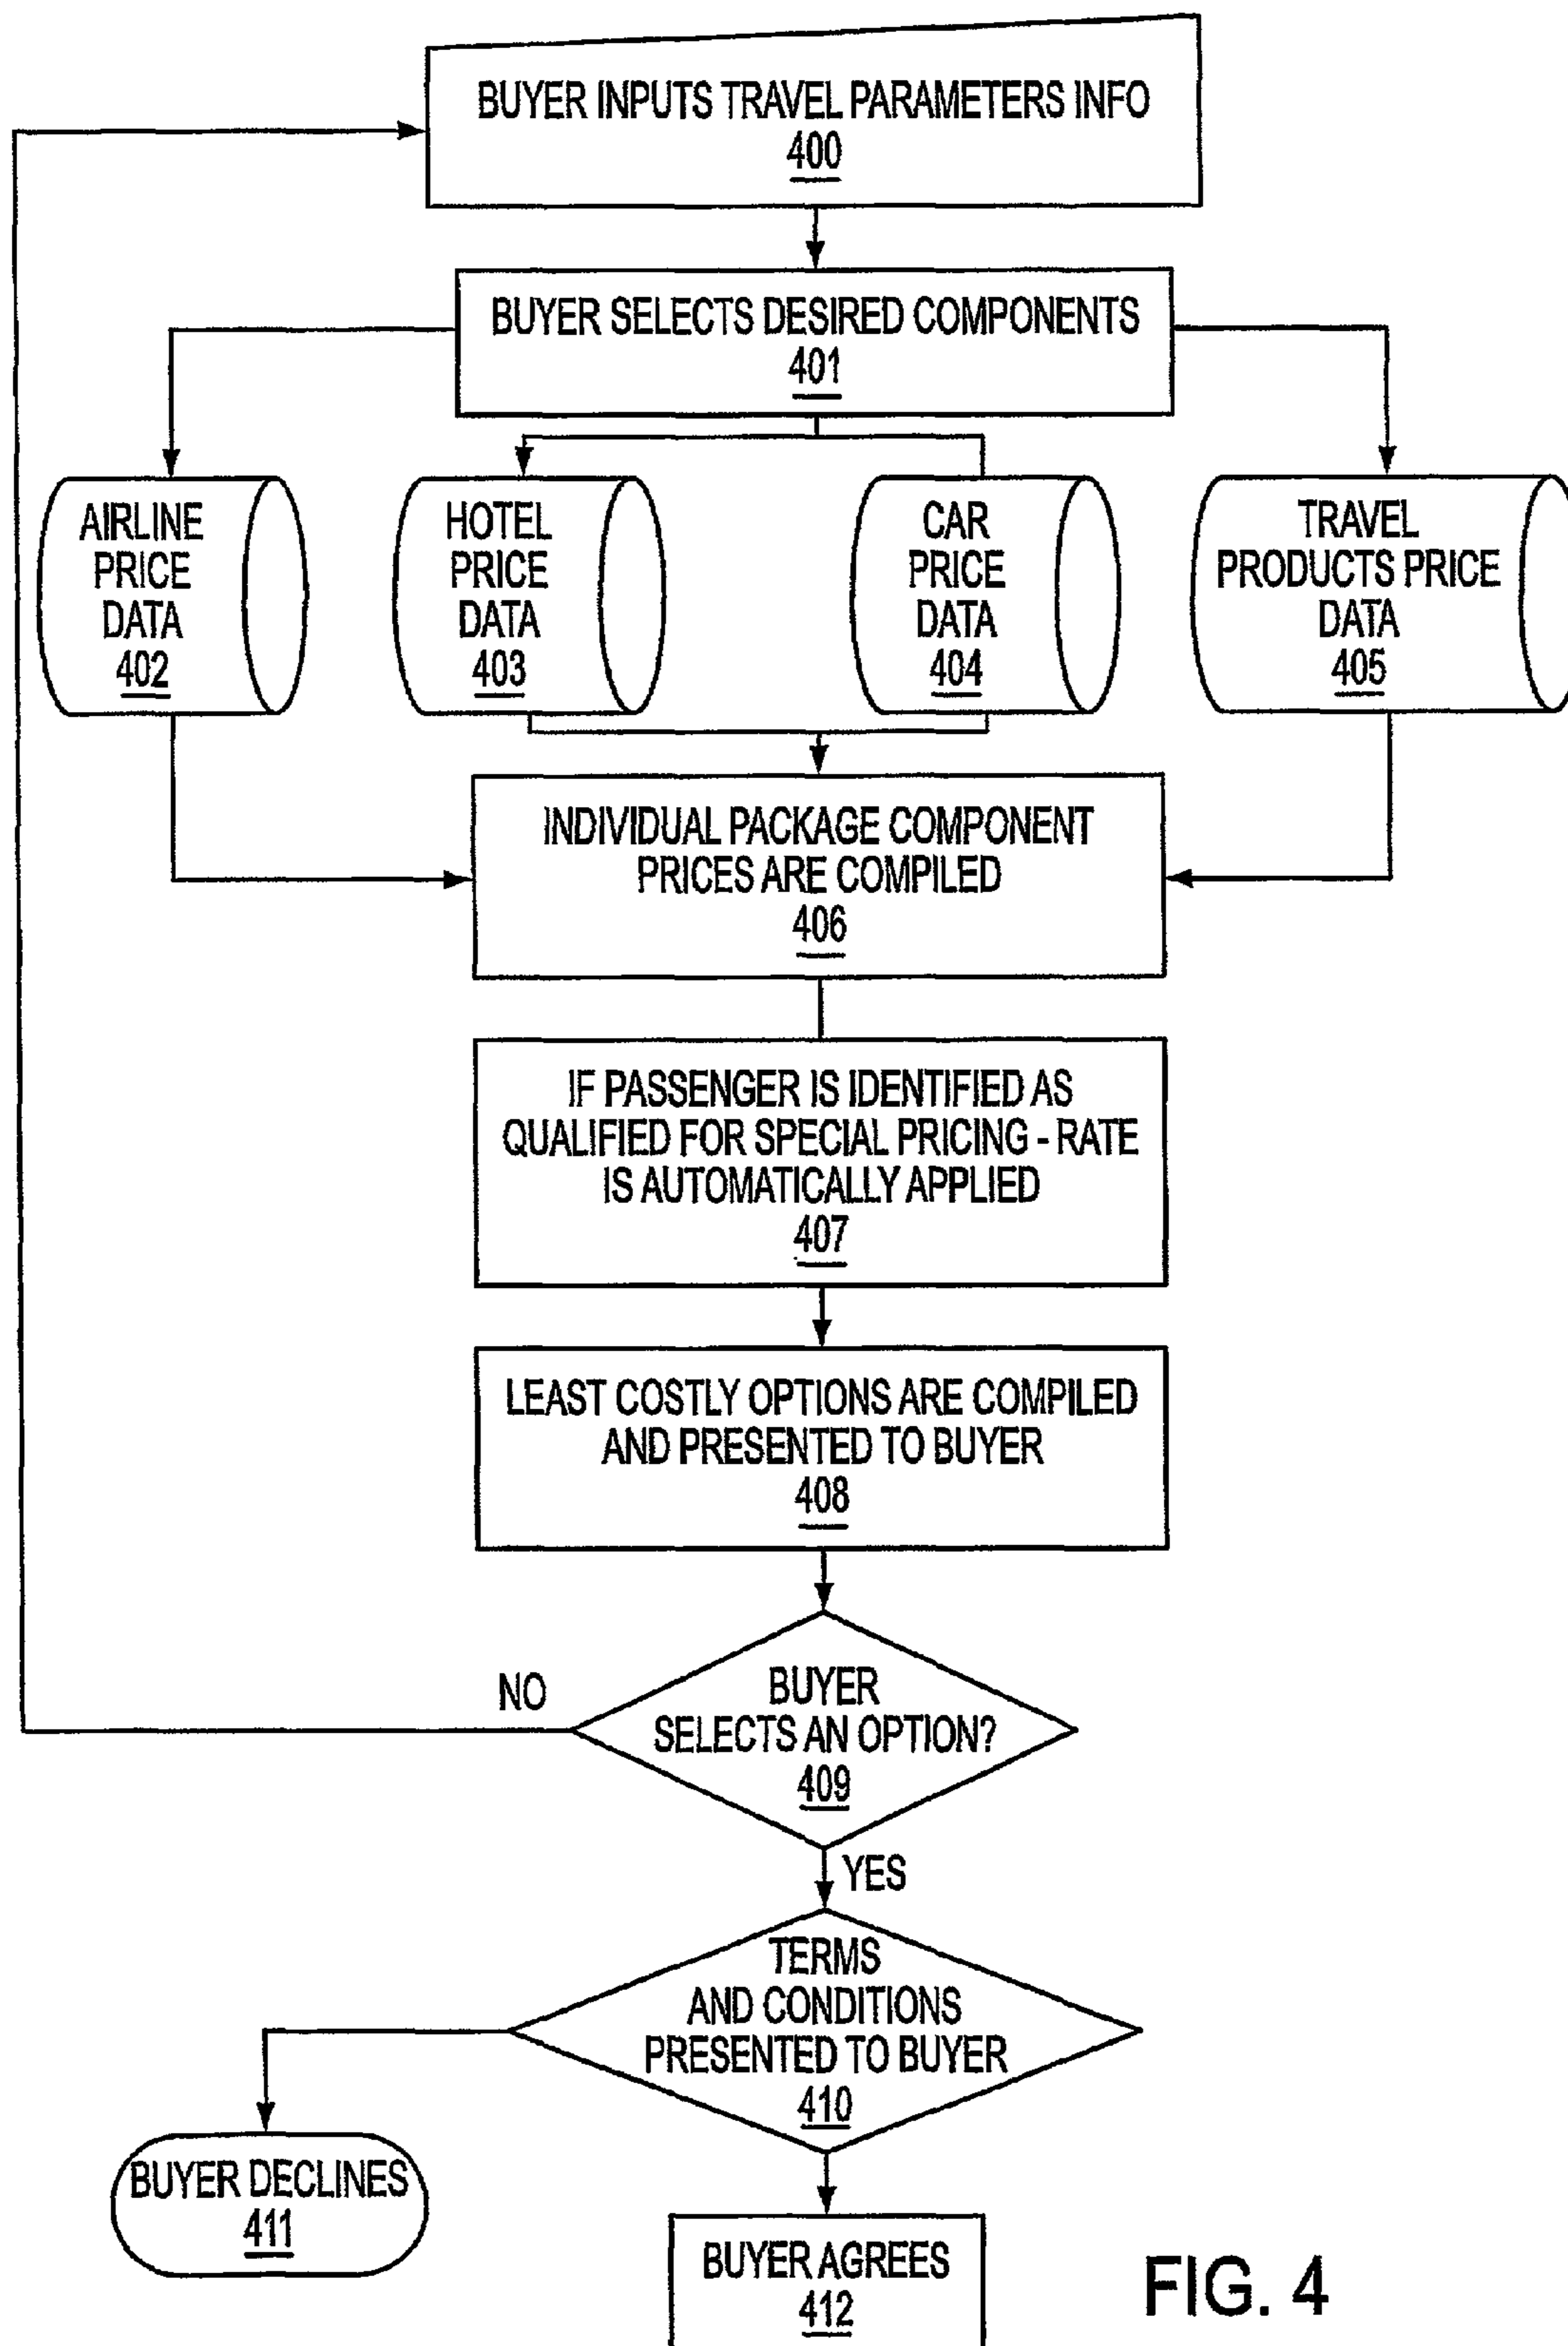 BUYER INPUTS TRAVEL PARAMETERS INFO
400
BUYER SELECTS DESIRED COMPONENTS
401
AIRLINE
PRICE
DATA
402
HOTEL
PRICE
DATA
403
CAR
PRICE
DATA
404
TRAVEL
PRODUCTS PRICE
DATA
405
INDIVIDUAL PACKAGE COMPONENT
PRICES ARE COMPILED
406
IF PASSENGER IS IDENTIFIED AS
QUALIFIED FOR SPECIAL PRICING - RATE
IS AUTOMATICALLY APPLIED
407
LEAST COSTLY OPTIONS ARE COMPILED
AND PRESENTED TO BUYER
408
NO
BUYER
SELECTS AN OPTION?
409
YES
TERMS
AND CONDITIONS
PRESENTED TO BUYER
410
BUYER DECLINES
411
BUYER AGREES
412
FIG. 4